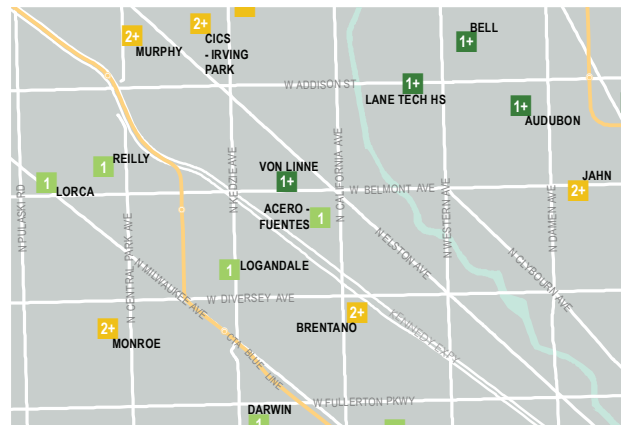 BELL
2+
2+
1+
MURPHY
CICS
- IRVING
PARK
W ADDISON ST
1+
LANE TECH HS
1+
AUDUBON
N PULASKI RD
1
LORCA
1
REILLY
N CENTRAL PARK AVE
N KEDZIE AVE
VON LINNE
1+
N CALIFORNIA AVE
W BELMONT AVE
N WESTERN AVE
N DAMEN AVE
JAHN
2+
ACERO -
FUENTES
1
N ELSTON AVE
N CLYBOURN AVE
1
LOGANDALE
N MILWAUKEE AVE
W DIVERSEY AVE
2+
MONROE
BRENTANO
2+
KENNEDY EXPY
CTA BLUE LINE
W FULLERTON PKWY
DARWIN
1